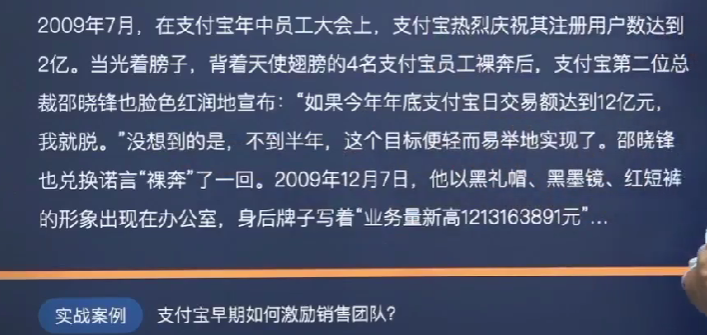 2009年7月，在支付宝年中员工大会上，支付宝热烈庆祝其注册用户数达到
2亿。当光着膀子，背着天使翅膀的4名支付宝员工裸奔后，支付宝第二位总
裁邵晓锋也脸色红润地宣布：“如果今年年底支付宝日交易额达到12亿元，
我就脱。”没想到的是，不到半年，这个目标便轻而易举地实现了。邵晓锋
也兑换诺言“裸奔”了一回。2009年12月7日，他以黑礼帽、黑墨镜、红短裤
的形象出现在办公室，身后牌子写着“业务量新高1213163891元”...
实战案例 支付宝早期如何激励销售团队？